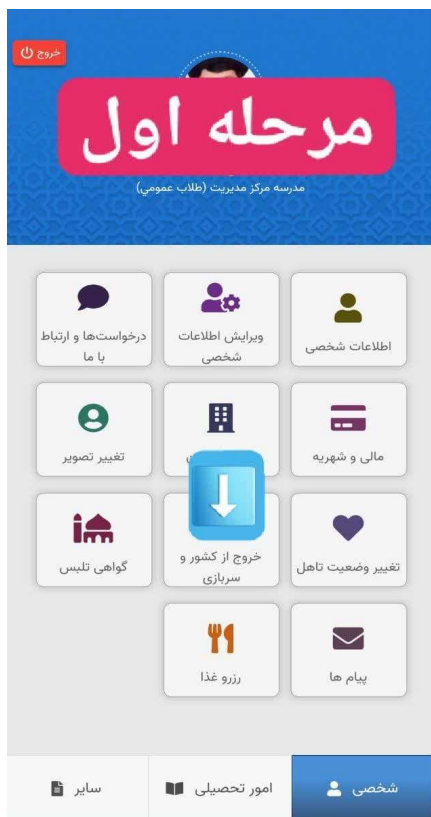 خروج
مرحله اول
مدرسه مرکز مدیریت (طلاب عمومي)
اطلاعات شخصی
ویرایش اطلاعات
شخصی
درخواست‌ها و ارتباط
با ما
مالی و شهریه
تغییر تصویر
تغییر وضعیت تاهل
خروج از کشور و
سربازی
گواهی تلبس
پیام ها
رزرو غذا
شخصی
امور تحصیلی
سایر